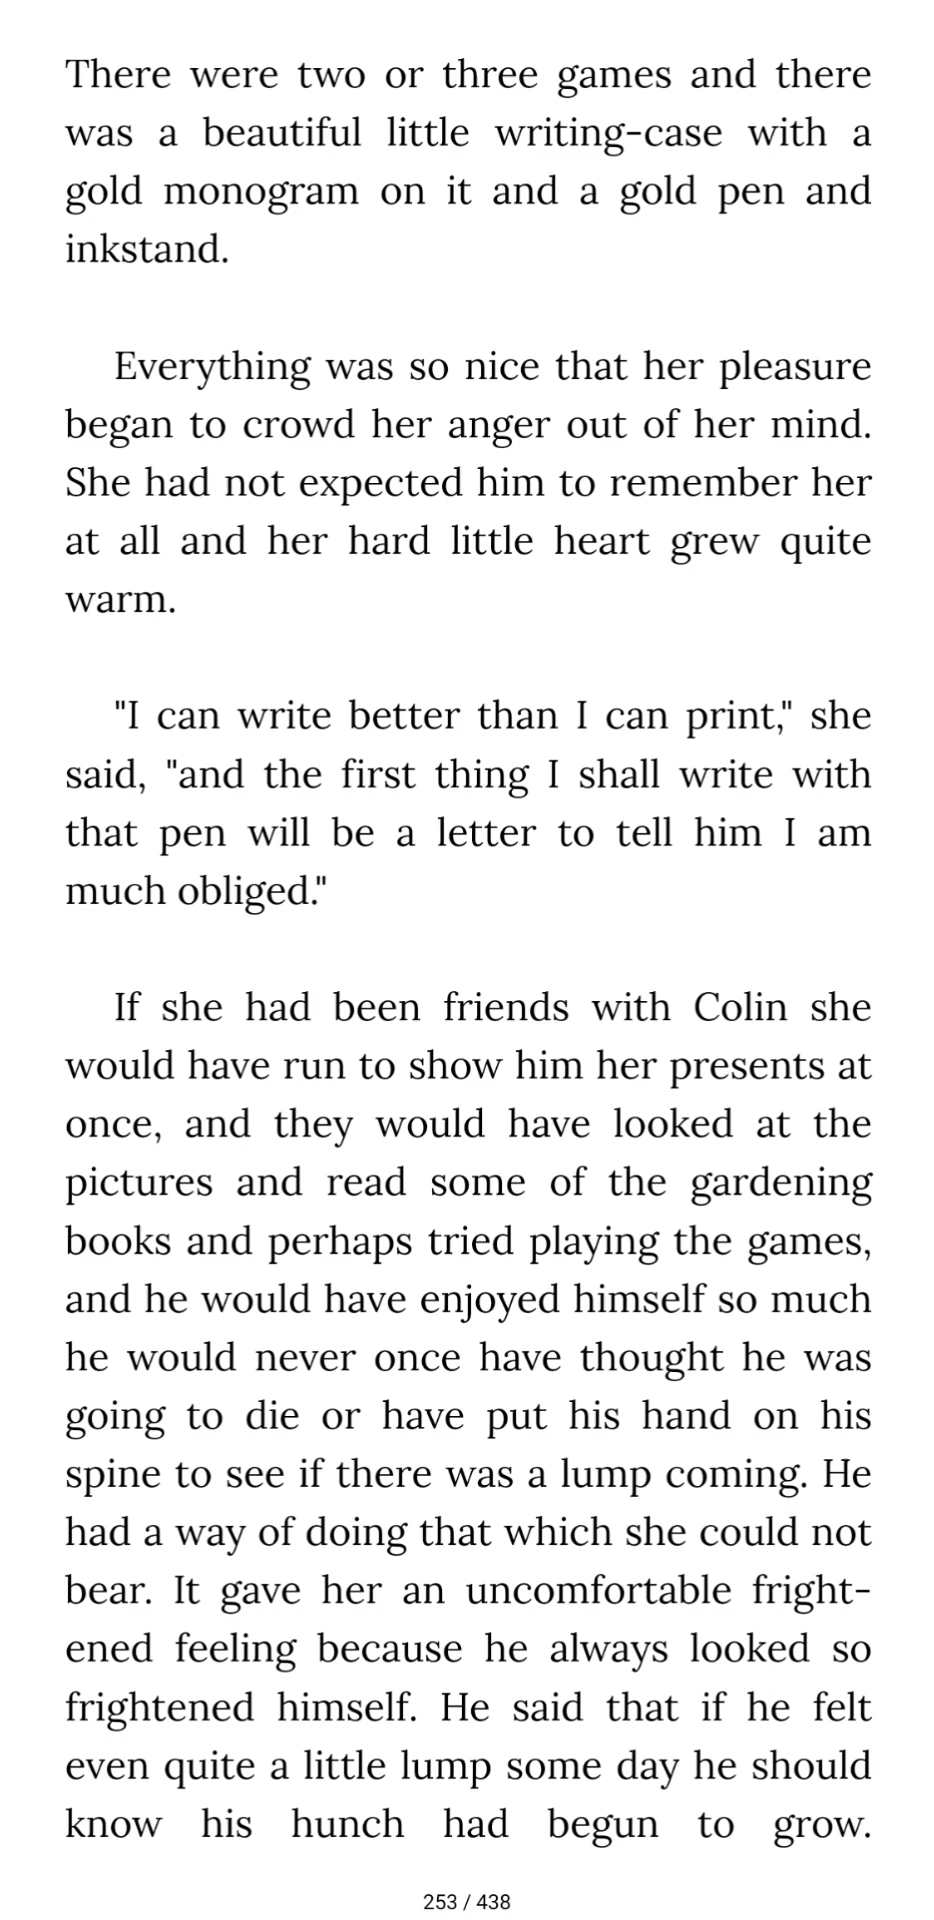 There were two or three games and there
was a beautiful little writing-case with a
gold monogram on it and a gold pen and
inkstand.
Everything was so nice that her pleasure
began to crowd her anger out of her mind.
She had not expected him to remember her
at all and her hard little heart grew quite
warm.
"I can write better than I can print," she
said, "and the first thing I shall write with
that pen will be a letter to tell him I am
much obliged."
If she had been friends with Colin she
would have run to show him her presents at
once, and they would have looked at the
pictures and read some of the gardening
books and perhaps tried playing the games,
and he would have enjoyed himself so much
he would never once have thought he was
going to die or have put his hand on his
spine to see if there was a lump coming. He
had a way of doing that which she could not
bear. It gave her an uncomfortable fright-
ened feeling because he always looked so
frightened himself. He said that if he felt
even quite a little lump some day he should
know his hunch had begun to grow.
253 / 438